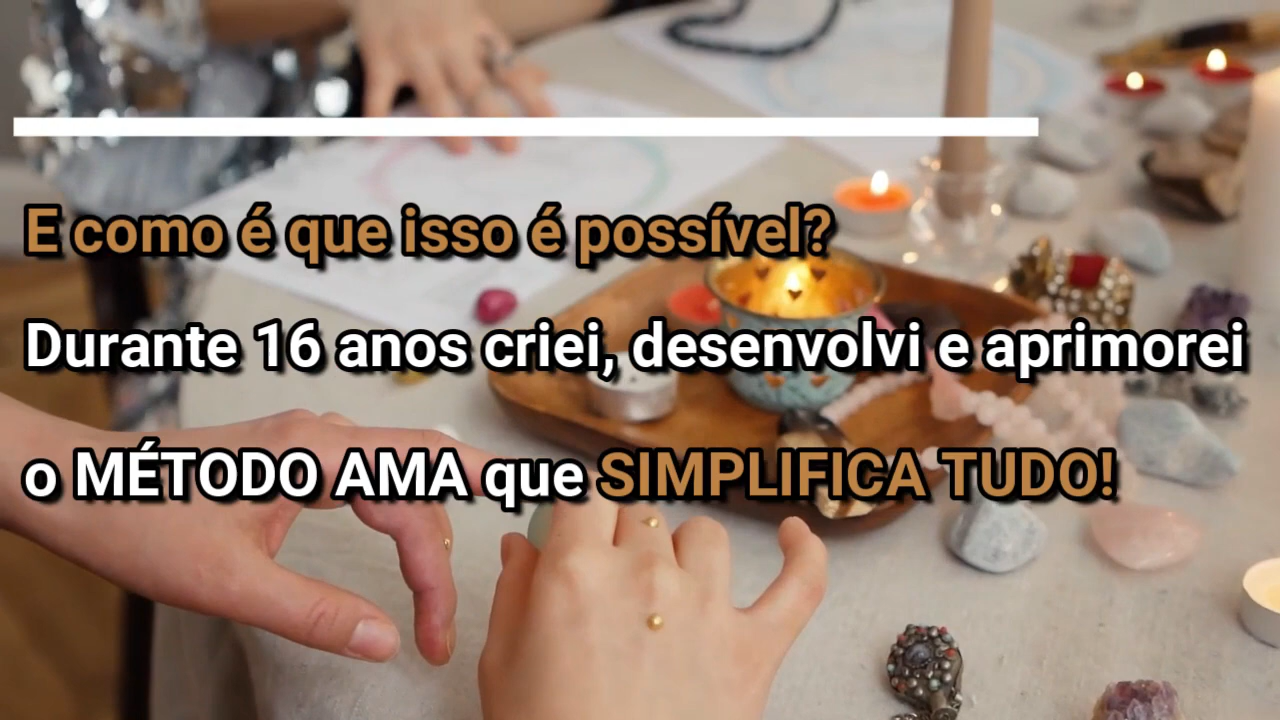 E como é que isso é possível?
Durante 16 anos criei, desenvolvi e aprimorei
o MÉTODO AMA que SIMPLIFICA TUDO!